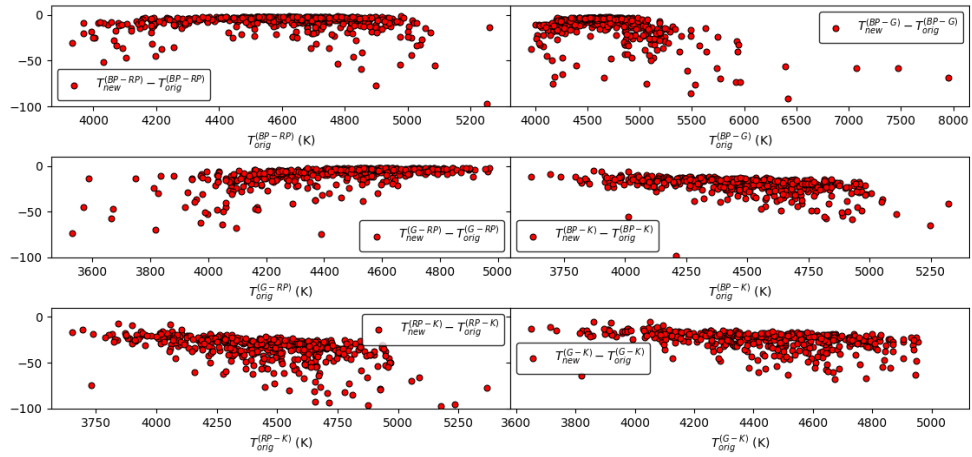 0
−50
−100
T_new^(BP−RP) − T_orig^(BP−RP)
4000 4200 4400 4600 4800 5000 5200
T_orig^(BP−RP) (K)
T_new^(BP−G) − T_orig^(BP−G)
4000 4500 5000 5500 6000 6500 7000 7500 8000
T_orig^(BP−G) (K)
0
−50
−100
T_new^(G−RP) − T_orig^(G−RP)
3600 3800 4000 4200 4400 4600 4800 5000
T_orig^(G−RP) (K)
T_new^(BP−K) − T_orig^(BP−K)
3750 4000 4250 4500 4750 5000 5250
T_orig^(BP−K) (K)
0
−50
−100
T_new^(RP−K) − T_orig^(RP−K)
3750 4000 4250 4500 4750 5000 5250
T_orig^(RP−K) (K)
T_new^(G−K) − T_orig^(G−K)
3600 3800 4000 4200 4400 4600 4800 5000
T_orig^(G−K) (K)